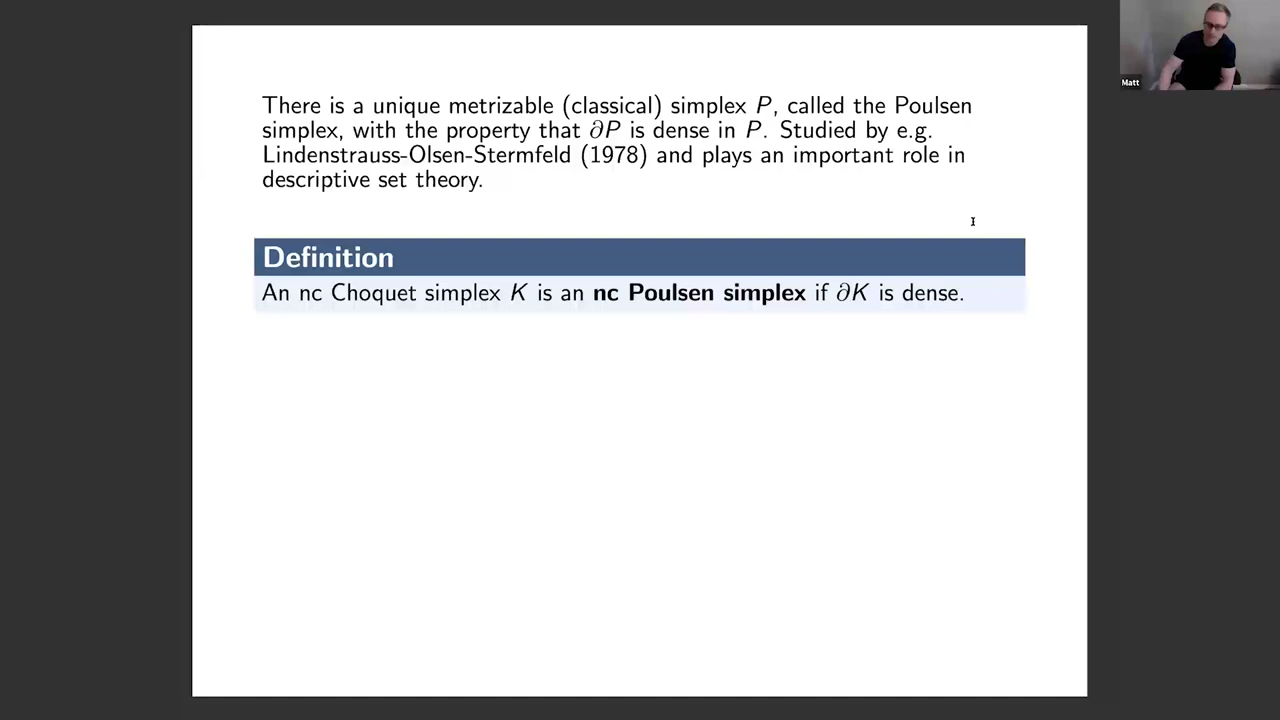 Matt
There is a unique metrizable (classical) simplex P, called the Poulsen
simplex, with the property that ∂P is dense in P. Studied by e.g.
Lindenstrauss-Olsen-Stermfeld (1978) and plays an important role in
descriptive set theory.
Definition
An nc Choquet simplex K is an nc Poulsen simplex if ∂K is dense.